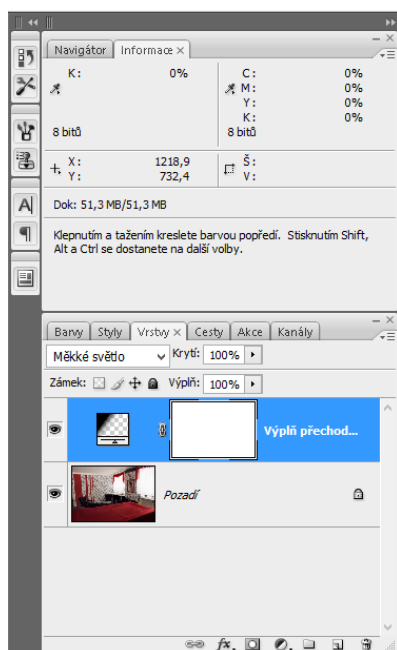 Navigátor Informace ×
K: 0% C: 0%
M: 0%
Y: 0%
K: 0%
8 bitů 8 bitů
X: 1218,9 Š:
Y: 732,4 V:
Dok: 51,3 MB/51,3 MB
Klepnutím a tažením kreslete barvou popředí. Stisknutím Shift,
Alt a Ctrl se dostanete na další
volby.
Barvy Styly Vrstvy × Cesty Akce Kanály
Měkké světlo Krytí: 100%
Zámek: Výplň: 100%
Výplň přechod...
Pozadí